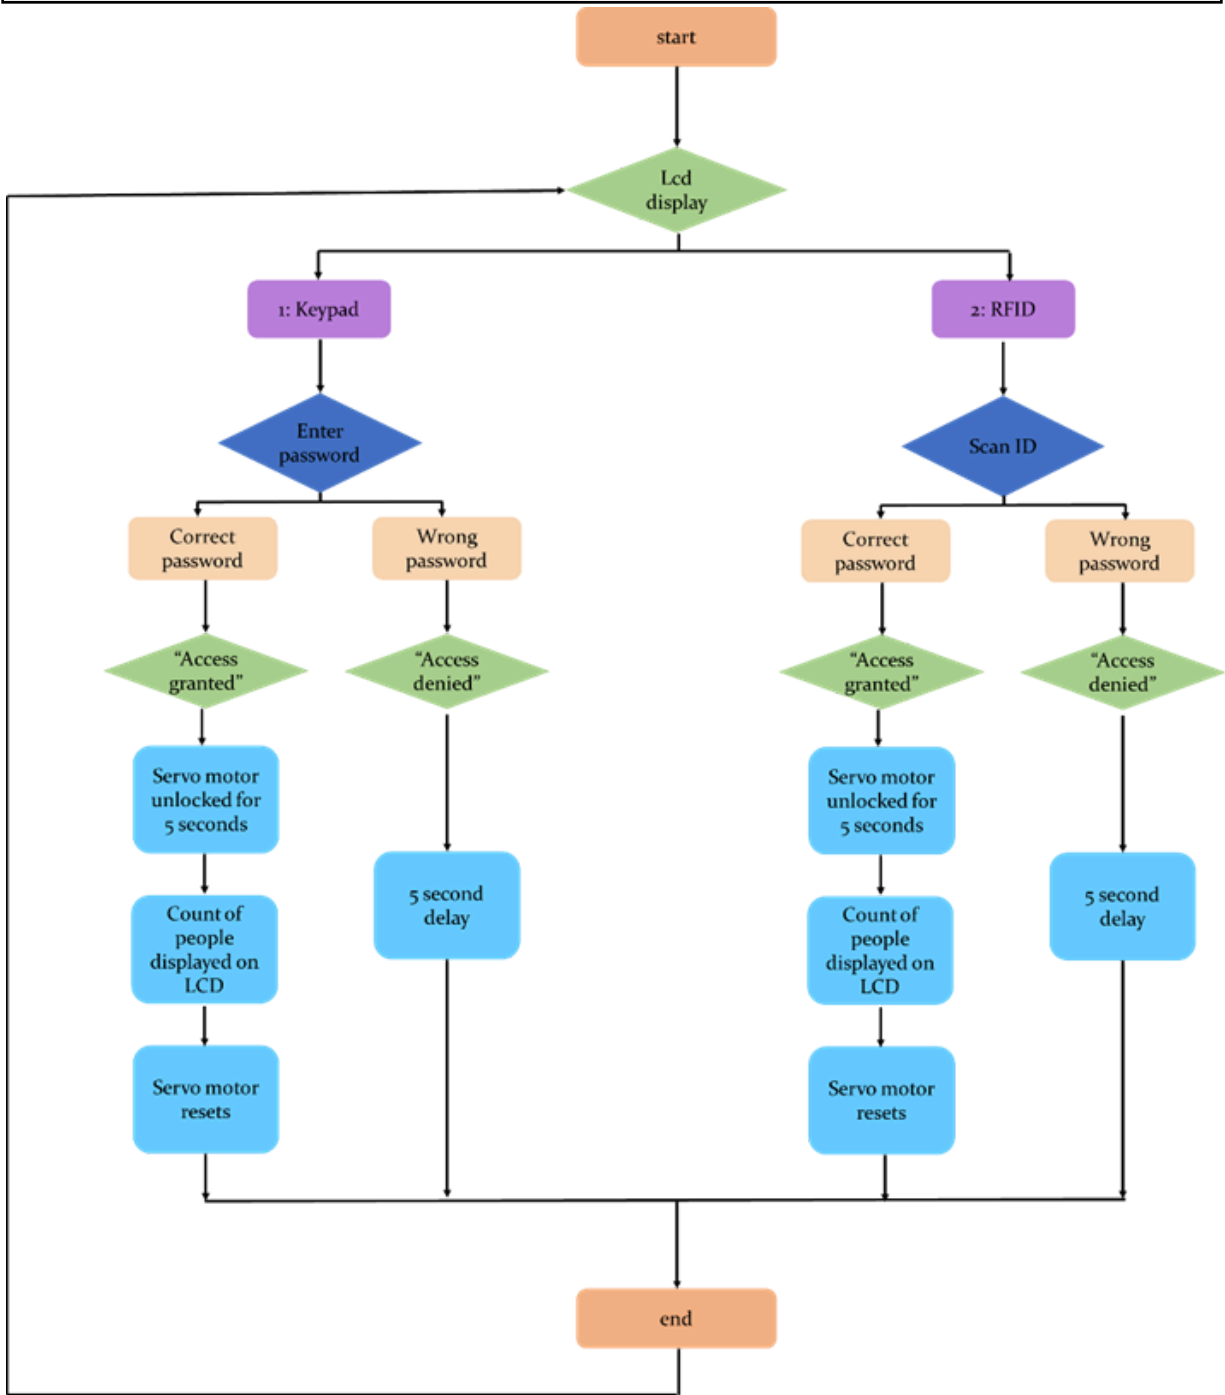 start
Lcd
display
1: Keypad
2: RFID
Enter
password
Scan ID
Correct
password
Wrong
password
Correct
password
Wrong
password
“Access
granted”
“Access
denied”
“Access
granted”
“Access
denied”
Servo motor
unlocked for
5 seconds
Servo motor
unlocked for
5 seconds
5 second
delay
5 second
delay
Count of
people
displayed on
LCD
Count of
people
displayed on
LCD
Servo motor
resets
Servo motor
resets
end